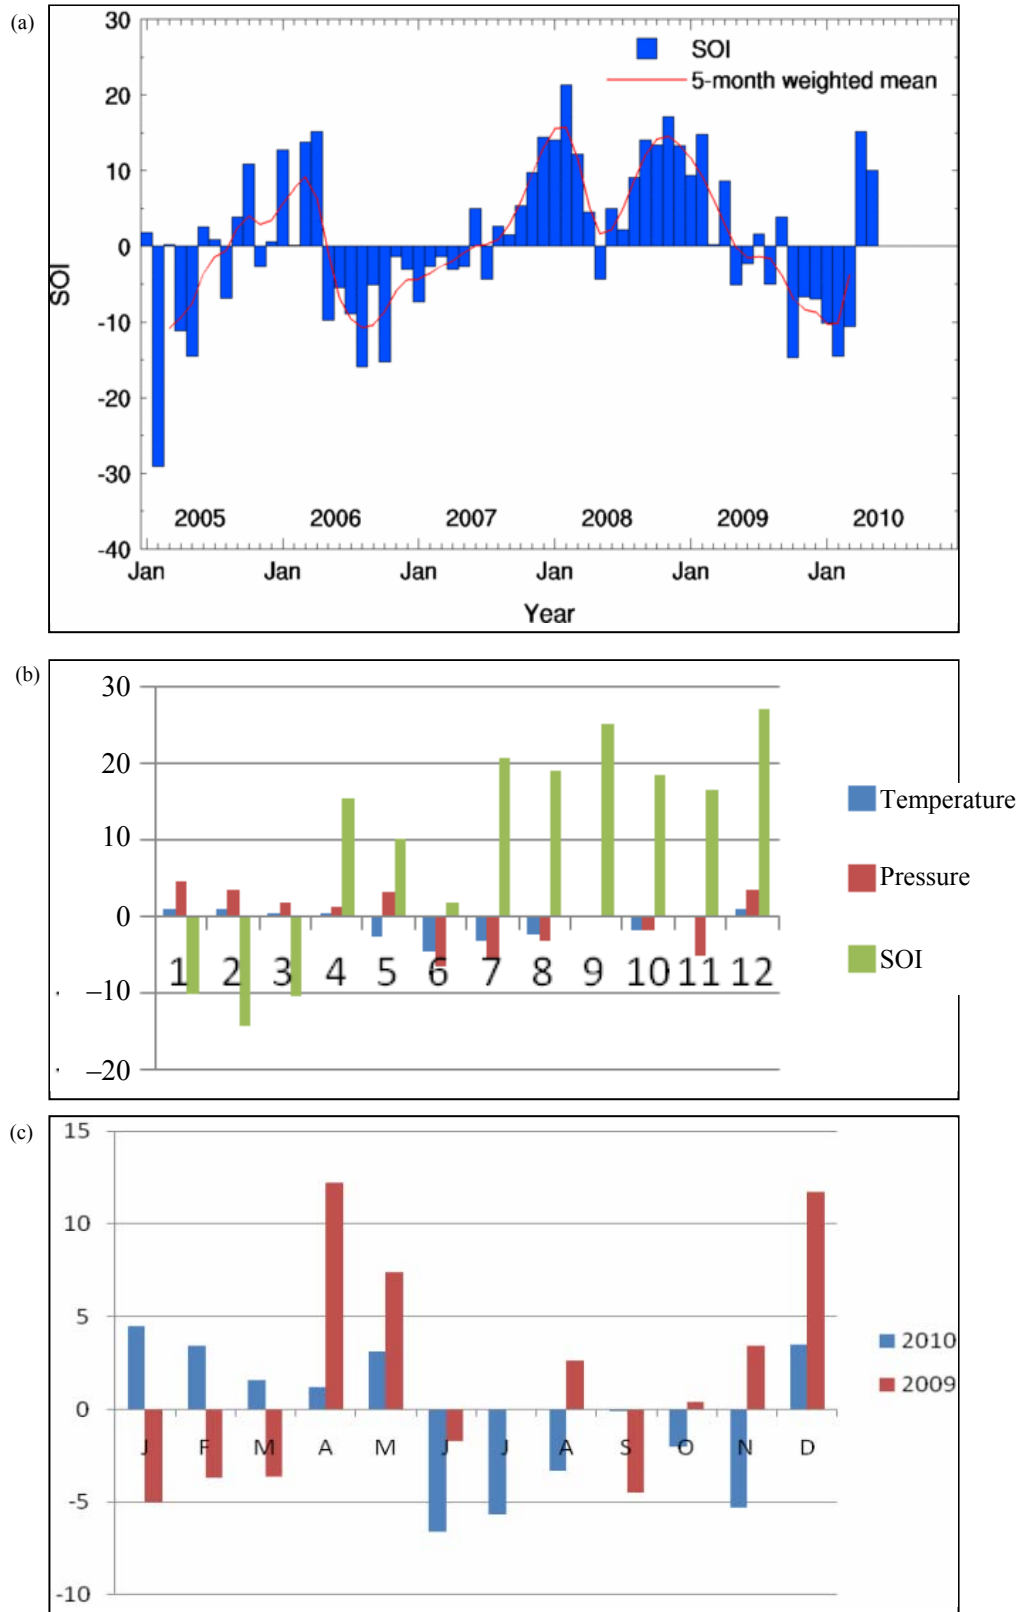 (a)
30
20
10
0
-10
-20
-30
-40
SOI
SOI
5-month weighted mean
2005 2006 2007 2008 2009 2010
Jan Jan Jan Jan Jan Jan
Year
(b)
30
20
10
0
–10
–20
1 2 3 4 5 6 7 8 9 10 11 12
Temperature
Pressure
SOI
(c)
15
10
5
0
-5
-10
J F M A M J J A S O N D
2010
2009